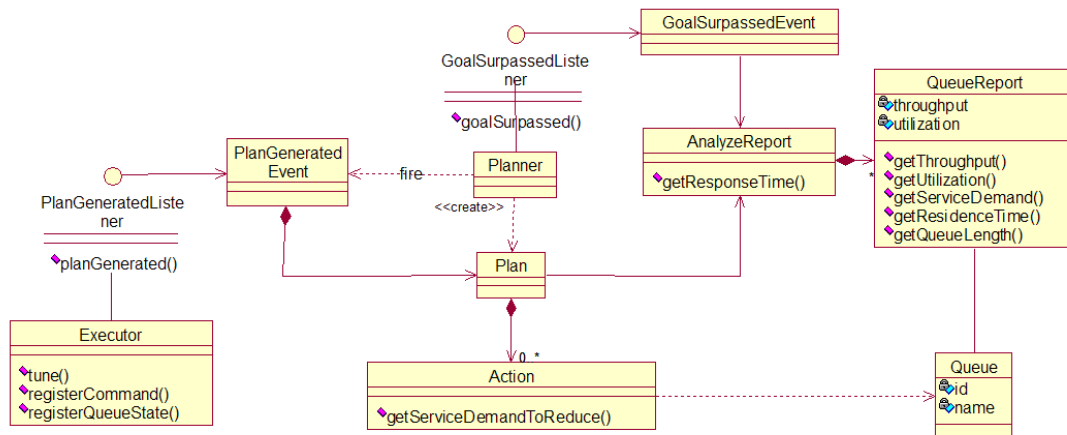 GoalSurpassedEvent
GoalSurpassedListe
ner
goalSurpassed()
QueueReport
throughput
utilization
getThroughput()
getUtilization()
getServiceDemand()
getResidenceTime()
getQueueLength()
AnalyzeReport
getResponseTime()
*
PlanGenerated
Event
fire
Planner
<<create>>
PlanGeneratedListe
ner
planGenerated()
Plan
Executor
tune()
registerCommand()
registerQueueState()
0..*
Action
getServiceDemandToReduce()
Queue
id
name